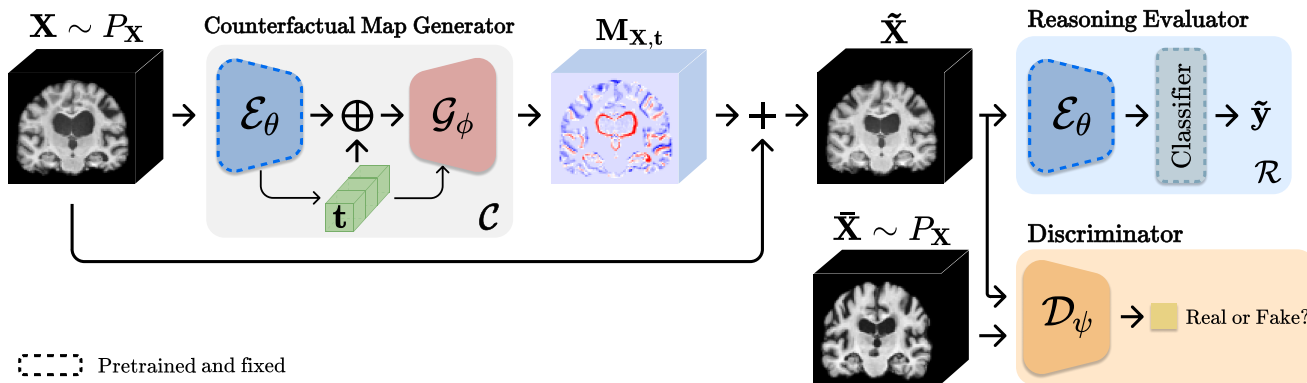 X ∼ P_X
Counterfactual Map Generator
ℰ_θ
⊕
𝒢_ϕ
t
𝒞
M_{X,t}
+
X̃
Reasoning Evaluator
ℰ_θ
Classifier
ỹ
ℛ
X̄ ∼ P_X
Discriminator
𝒟_ψ
Real or Fake?
Pretrained and fixed